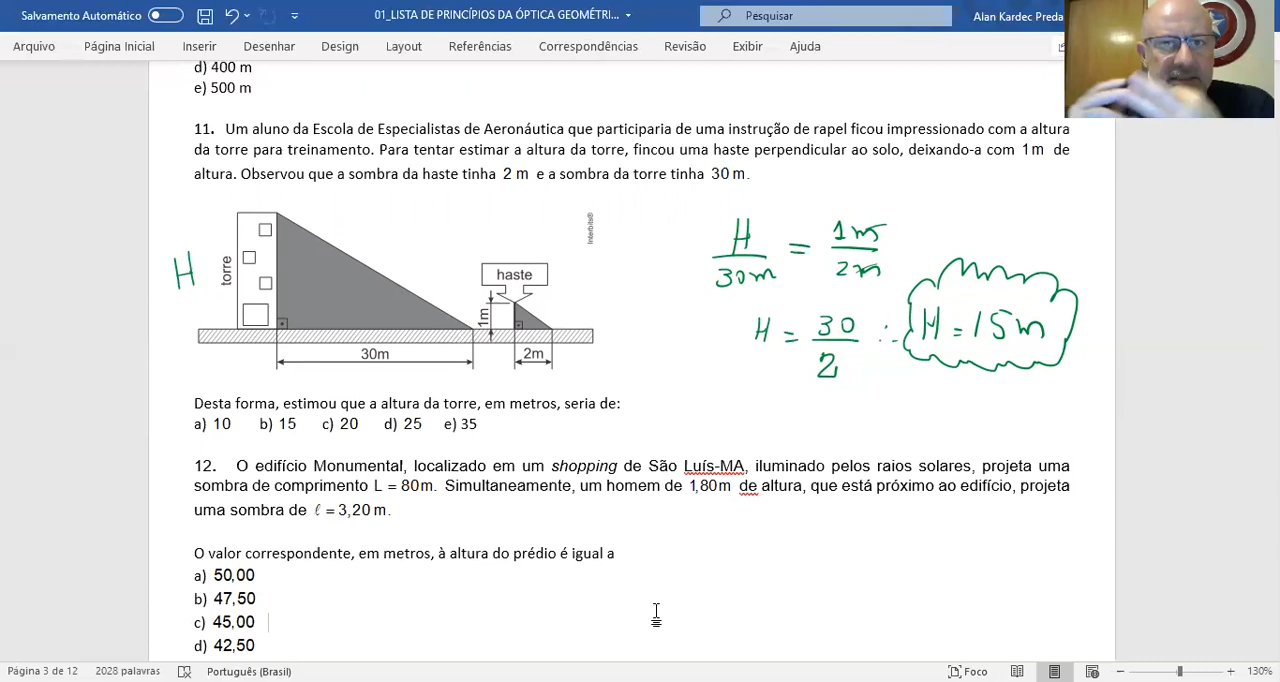 Salvamento Automático
01_LISTA DE PRINCÍPIOS DA ÓPTICA GEOMÉTRI...
Pesquisar
Alan Kardec Preda
Arquivo Página Inicial Inserir Desenhar Design Layout Referências Correspondências Revisão Exibir Ajuda
d) 400 m
e) 500 m
11. Um aluno da Escola de Especialistas de Aeronáutica que participaria de uma instrução de rapel ficou impressionado com a altura
da torre para treinamento. Para tentar estimar a altura da torre, fincou uma haste perpendicular ao solo, deixando-a com 1m de
altura. Observou que a sombra da haste tinha 2 m e a sombra da torre tinha 30 m.
H
torre
30m
haste
1m
2m
Interbits®
H/30m = 1m/2m
H = 30/2 ∴ H = 15m
Desta forma, estimou que a altura da torre, em metros, seria de:
a) 10 b) 15 c) 20 d) 25 e) 35
12. O edifício Monumental, localizado em um shopping de São Luís-MA, iluminado pelos raios solares, projeta uma
sombra de comprimento L = 80m. Simultaneamente, um homem de 1,80m de altura, que está próximo ao edifício, projeta
uma sombra de ℓ = 3,20 m.
O valor correspondente, em metros, à altura do prédio é igual a
a) 50,00
b) 47,50
c) 45,00
d) 42,50
Página 3 de 12 2028 palavras Português (Brasil) Foco 130%